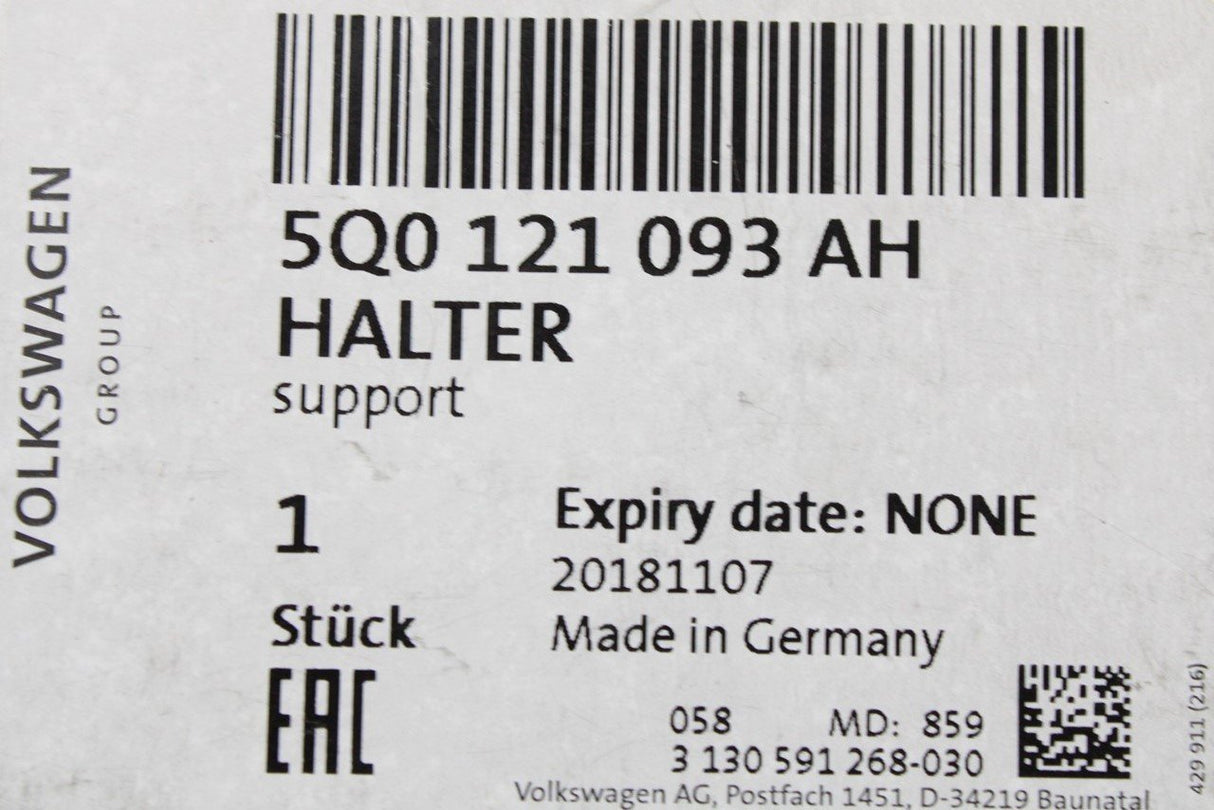 VOLKSWAGEN
GROUP
5Q0 121 093 AH
HALTER
support
1
Stück
Expiry date: NONE
20181107
Made in Germany
EAC
058 MD: 859
3 130 591 268-030
Volkswagen AG, Postfach 1451, D-34219 Baunatal
429 911 (216)